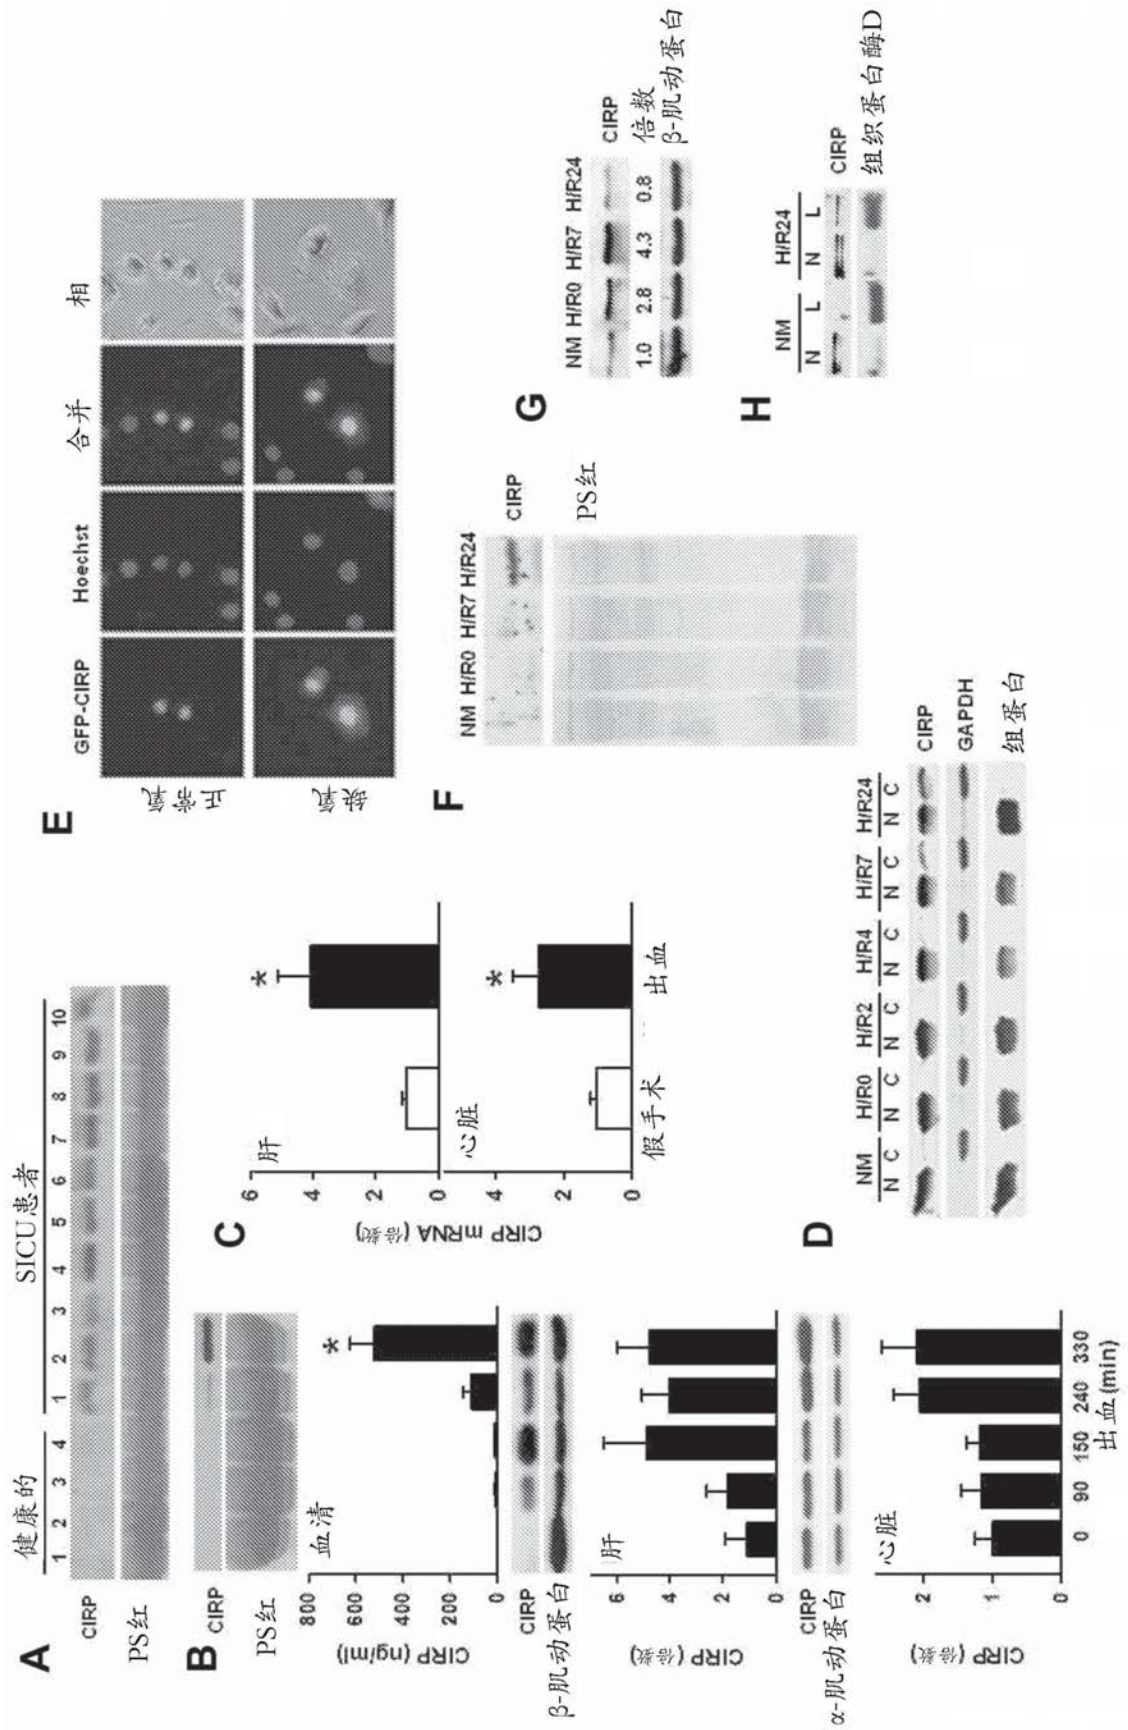 A
健康的
SICU患者
1 2 3 4 1 2 3 4 5 6 7 8 9 10
CIRP
PS红
B
CIRP
PS红
血清
CIRP (ng/ml)
800
600
400
200
0
*
CIRP
β-肌动蛋白
肝
CIRP (倍数)
6
4
2
0
CIRP
α-肌动蛋白
心脏
CIRP (倍数)
2
1
0
0 90 150 240 330
出血(min)
C
肝
CIRP mRNA (倍数)
6
4
2
0
*
心脏
4
2
0
*
假手术 出血
D
NM H/R0 H/R2 H/R4 H/R7 H/R24
N C N C N C N C N C N C
CIRP
GAPDH
组蛋白
E
GFP-CIRP Hoechst 合并 相
正常氧
缺氧
F
NM H/R0 H/R7 H/R24
CIRP
PS红
G
NM H/R0 H/R7 H/R24
CIRP
1.0 2.8 4.3 0.8 倍数
β-肌动蛋白
H
NM H/R24
N L N L
CIRP
组织蛋白酶D